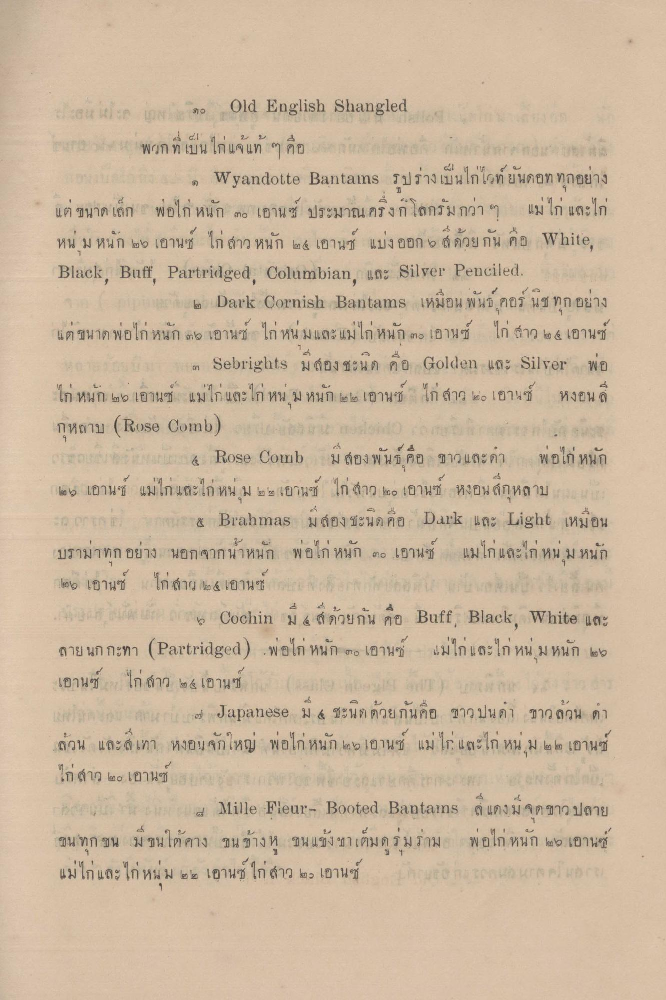 ๑๐ Old English Shangled
พวกที่เป็นไก่แจ้แท้ ๆ คือ
๑ Wyandotte Bantams รูปร่างเป็นไก่ไวท์ยันดอททุกอย่าง
แต่ขนาดเล็ก พ่อไก่หนัก ๓๐ เอานซ์ ประมาณครึ่งกิโลกรัมกว่า ๆ แม่ไก่และไก่
หนุ่มหนัก ๒๖ เอานซ์ ไก่สาวหนัก ๒๔ เอานซ์ แบ่งออก ๖ สีด้วยกัน คือ White,
Black, Buff, Partridged, Columbian, และ Silver Penciled.
๒ Dark Cornish Bantams เหมือนพันธุ์คอร์นิชทุกอย่าง
แต่ขนาดพ่อไก่หนัก ๓๖ เอานซ์ ไก่หนุ่มและแม่ไก่หนัก ๓๐ เอานซ์ ไก่สาว ๒๔ เอานซ์
๓ Sebrights มีสองชะนิด คือ Golden และ Silver พ่อ
ไก่หนัก ๒๖ เอานซ์ แม่ไก่และไก่หนุ่มหนัก ๒๒ เอานซ์ ไก่สาว ๒๐ เอานซ์ หงอนสี
กุหลาบ (Rose Comb)
๔ Rose Comb มีสองพันธุ์คือ ขาวและดำ พ่อไก่หนัก
๒๖ เอานซ์ แม่ไก่และไก่หนุ่ม ๒๒ เอานซ์ ไก่สาว ๒๐ เอานซ์ หงอนสีกุหลาบ
๕ Brahmas มีสองชะนิดคือ Dark และ Light เหมือน
บราม่าทุกอย่าง นอกจากน้ำหนัก พ่อไก่หนัก ๓๐ เอานซ์ แม่ไก่และไก่หนุ่มหนัก
๒๖ เอานซ์ ไก่สาว ๒๔ เอานซ์
๖ Cochin มี ๔ สีด้วยกัน คือ Buff, Black, White และ
ลายนกกะทา (Partridged) พ่อไก่หนัก ๓๐ เอานซ์ แม่ไก่และไก่หนุ่มหนัก ๒๖
เอานซ์ ไก่สาว ๒๔ เอานซ์
๗ Japanese มี ๔ ชะนิดด้วยกันคือ ขาวปนดำ ขาวล้วน ดำ
ล้วน และสีเทา หงอนจักใหญ่ พ่อไก่หนัก ๒๖ เอานซ์ แม่ไก่และไก่หนุ่ม ๒๒ เอานซ์
ไก่สาว ๒๐ เอานซ์
๘ Mille Fleur- Booted Bantams สีแดงมีจุดขาวปลาย
ขนทุกขน มีขนใต้คาง ขนข้างหู ขนแข้งขาเต็มดูรุ่มร่าม พ่อไก่หนัก ๒๖ เอานซ์
แม่ไก่และไก่หนุ่ม ๒๒ เอานซ์ ไก่สาว ๒๐ เอานซ์